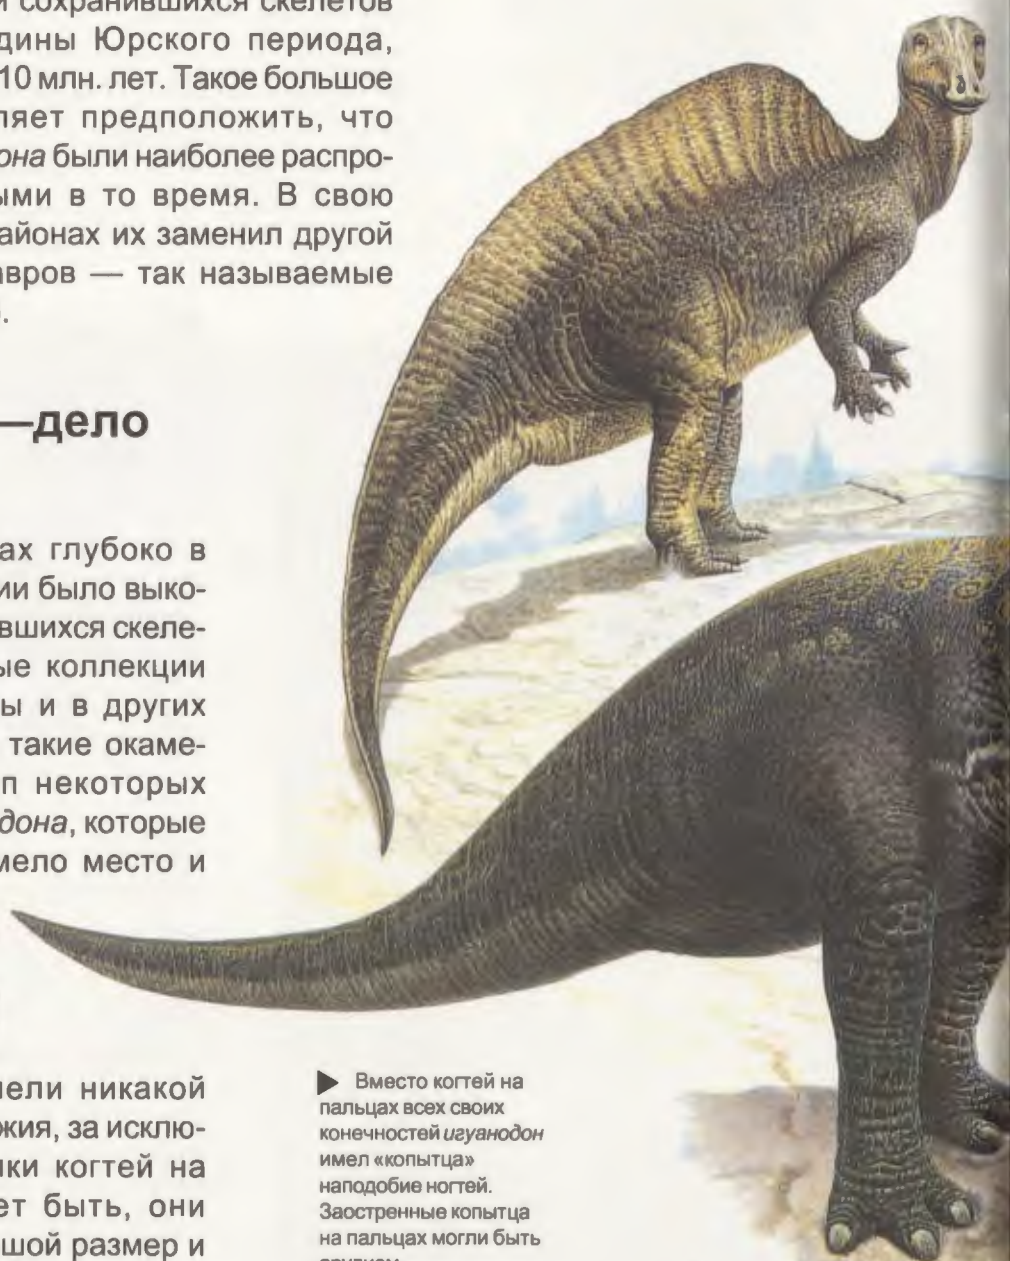 и сохранившихся скелетов
дины Юрского периода,
10 млн. лет. Такое большое
ляет предположить, что
она были наиболее распро-
ыми в то время. В свою
айонах их заменил другой
авров — так называемые
—дело
ах глубоко в
ии было выко-
вшихся скеле-
ые коллекции
ы и в других
такие окаме-
п некоторых
дона, которые
мело место и
никакой
жия, за исклю-
ки когтей на
ет быть, они
шой размер и
▶ Вместо когтей на
пальцах всех своих
конечностей игуанодон
имел «копытца»
наподобие ногтей.
Заостренные копытца
на пальцах могли быть